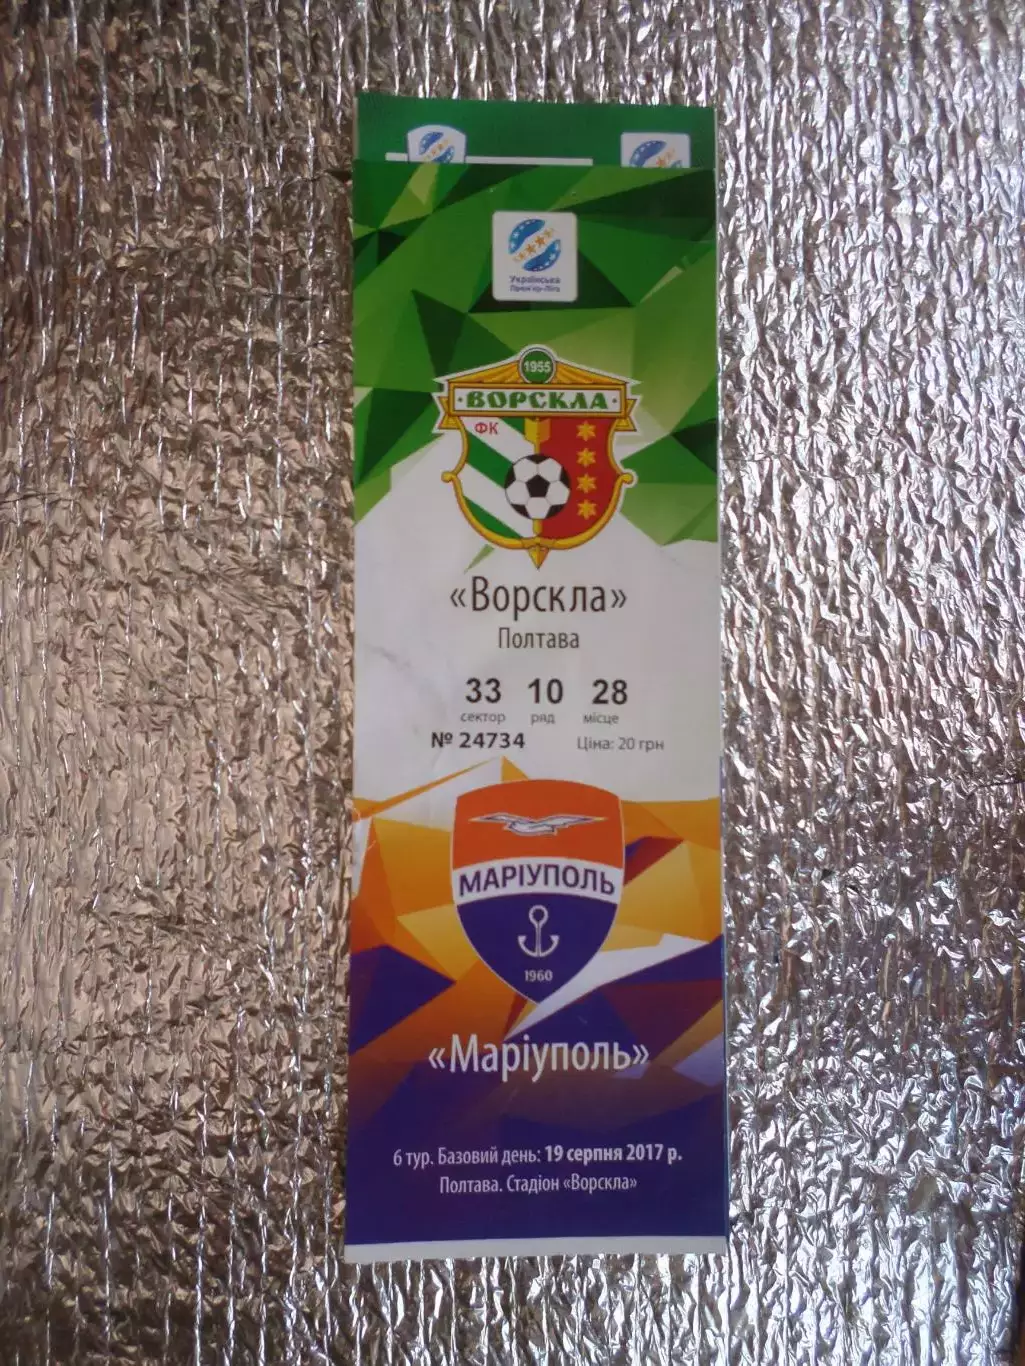 Українська
Прем'єр-Ліга
1955
ВОРСКЛА
ФК
«Ворскла»
Полтава
33 10 28
сектор ряд місце
№ 24734 Ціна: 20 грн
МАРІУПОЛЬ
1960
«Маріуполь»
6 тур. Базовий день: 19 серпня 2017 р.
Полтава. Стадіон «Ворскла»